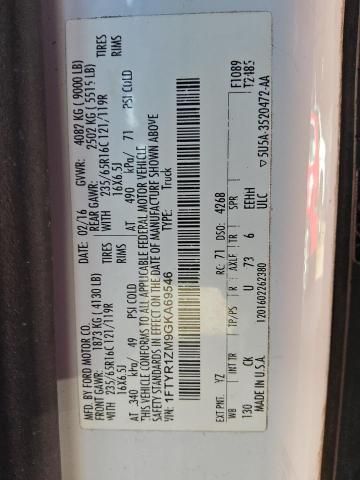 MFD. BY FORD MOTOR CO.
DATE: 02/16 GVWR: 4082 KG ( 9000 LB)
FRONT GAWR: 1873 KG ( 4130 LB) REAR GAWR: 2502 KG ( 5515 LB)
WITH 235/65R16C 121/119R WITH 235/65R16C 121/119R TIRES
16X6.5J 16X6.5J RIMS
AT 340 kPa/ 49 PSI COLD AT 490 kPa/ 71 PSI COLD
THIS VEHICLE CONFORMS TO ALL APPLICABLE FEDERAL MOTOR VEHICLE
SAFETY STANDARDS IN EFFECT ON THE DATE OF MANUFACTURE SHOWN ABOVE.
VIN: 1FTYR1ZM9GKA69546
TYPE: Truck
F1089
T2485
EXT PNT: YZ RC: 71 DSO: 4268
WB INT TR TP/PS R AXLE TR SPR
130 CK U 73 6 EEHH
ULC
MADE IN U.S.A. 1201602262380
▽ 5U5A-3520472-AA